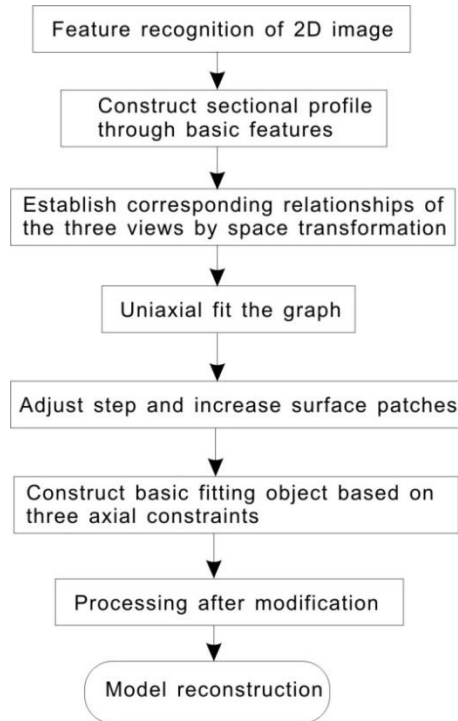 Feature recognition of 2D image
Construct sectional profile
through basic features
Establish corresponding relationships of
the three views by space transformation
Uniaxial fit the graph
Adjust step and increase surface patches
Construct basic fitting object based on
three axial constraints
Processing after modification
Model reconstruction